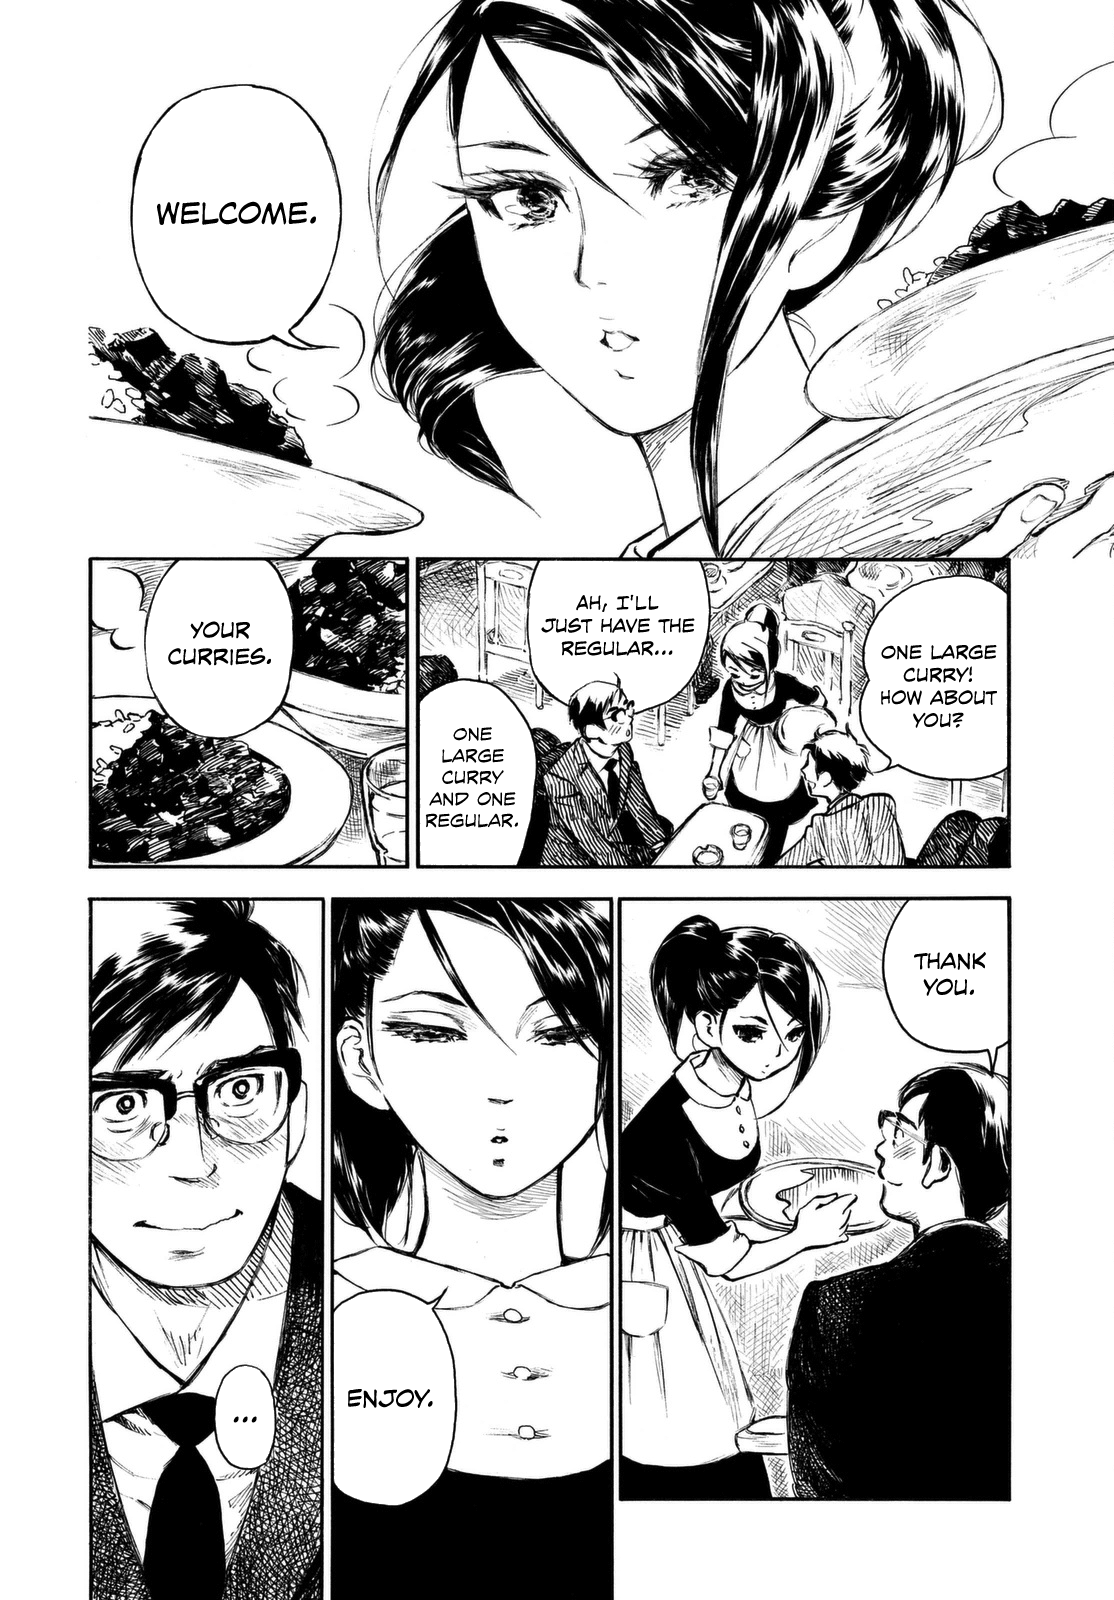 WELCOME.
ONE LARGE
CURRY!
HOW ABOUT
YOU?
AH, I'LL
JUST HAVE THE
REGULAR...
ONE
LARGE
CURRY
AND ONE
REGULAR.
YOUR
CURRIES.
THANK
YOU.
ENJOY.
...